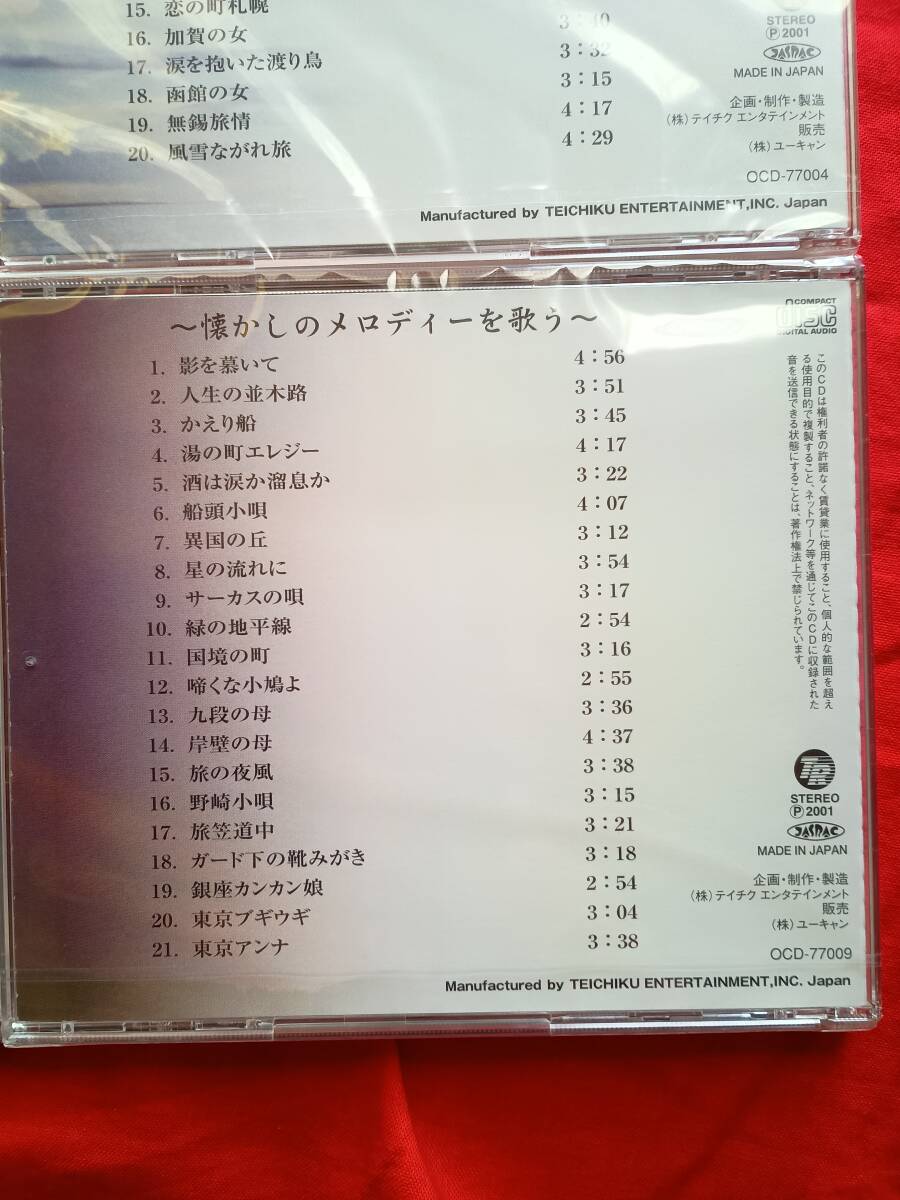 15. 恋の町札幌 3:10
16. 加賀の女 3:32
17. 涙を抱いた渡り鳥 3:15
18. 函館の女 4:17
19. 無錫旅情 4:29
20. 風雪ながれ旅
STEREO
Ⓟ2001
JASRAC
MADE IN JAPAN
企画・制作・製造
(株)テイチク エンタテインメント
販売
(株)ユーキャン
OCD-77004
Manufactured by TEICHIKU ENTERTAINMENT,INC. Japan
～懐かしのメロディーを歌う～
1. 影を慕いて 4:56
2. 人生の並木路 3:51
3. かえり船 3:45
4. 湯の町エレジー 4:17
5. 酒は涙か溜息か 3:22
6. 船頭小唄 4:07
7. 異国の丘 3:12
8. 星の流れに 3:54
9. サーカスの唄 3:17
10. 緑の地平線 2:54
11. 国境の町 3:16
12. 啼くな小鳩よ 2:55
13. 九段の母 3:36
14. 岸壁の母 4:37
15. 旅の夜風 3:38
16. 野崎小唄 3:15
17. 旅笠道中 3:21
18. ガード下の靴みがき 3:18
19. 銀座カンカン娘 2:54
20. 東京ブギウギ 3:04
21. 東京アンナ 3:38
COMPACT
disc
DIGITAL AUDIO
このCDは権利者の許諾なく賃貸業に使用すること、個人的な範囲を超え
る使用目的で複製すること、ネットワーク等を通じてこのCDに収録された
音を送信できる状態にすることは、著作権法上で禁じられています。
TR
STEREO
Ⓟ2001
JASRAC
MADE IN JAPAN
企画・制作・製造
(株)テイチク エンタテインメント
販売
(株)ユーキャン
OCD-77009
Manufactured by TEICHIKU ENTERTAINMENT,INC. Japan